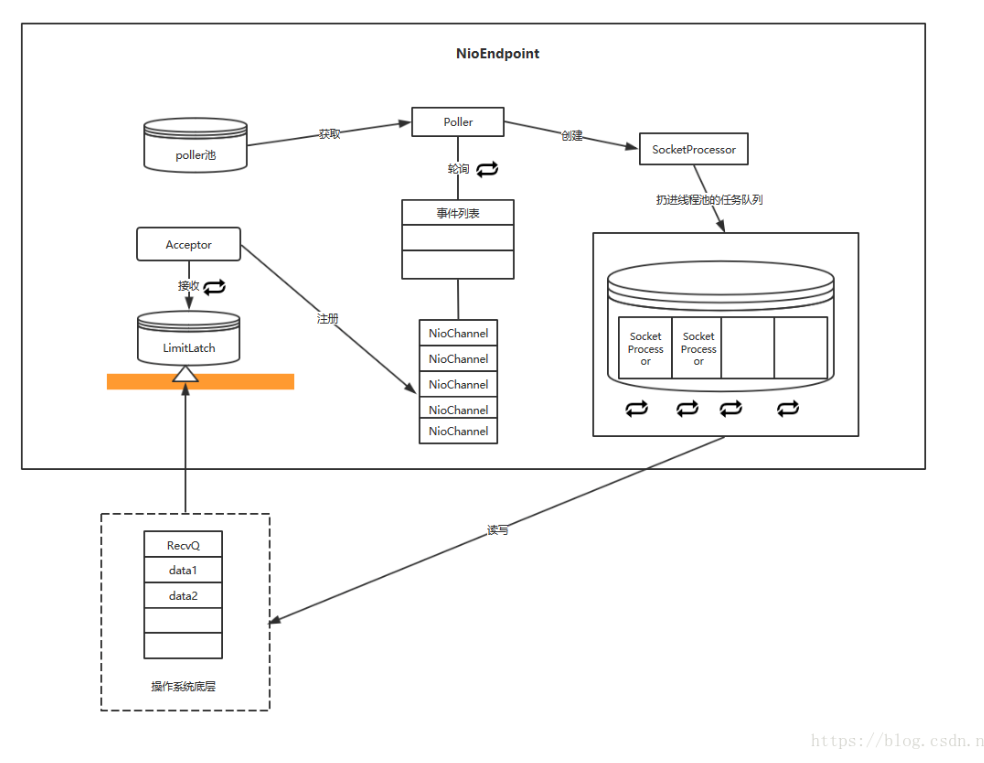 NioEndpoint
poller池
获取
Poller
创建
SocketProcessor
轮询
扔进线程池的任务队列
事件列表
Acceptor
接收
LimitLatch
注册
NioChannel
NioChannel
NioChannel
NioChannel
NioChannel
Socket
Process
or
Socket
Process
or
读写
RecvQ
data1
data2
操作系统底层
https://blog.csdn.n